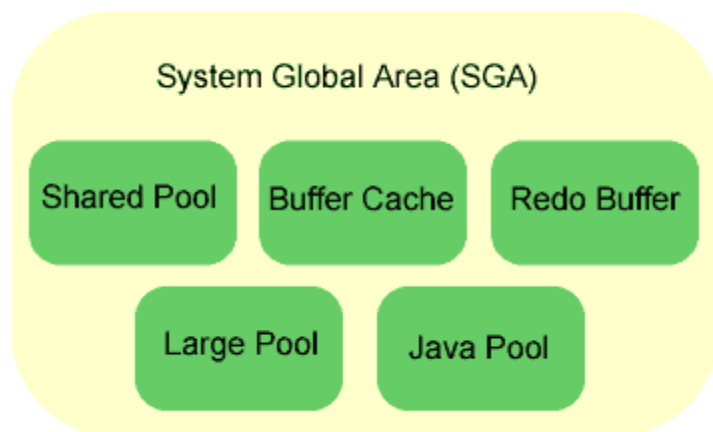 System Global Area (SGA)
Shared Pool
Buffer Cache
Redo Buffer
Large Pool
Java Pool